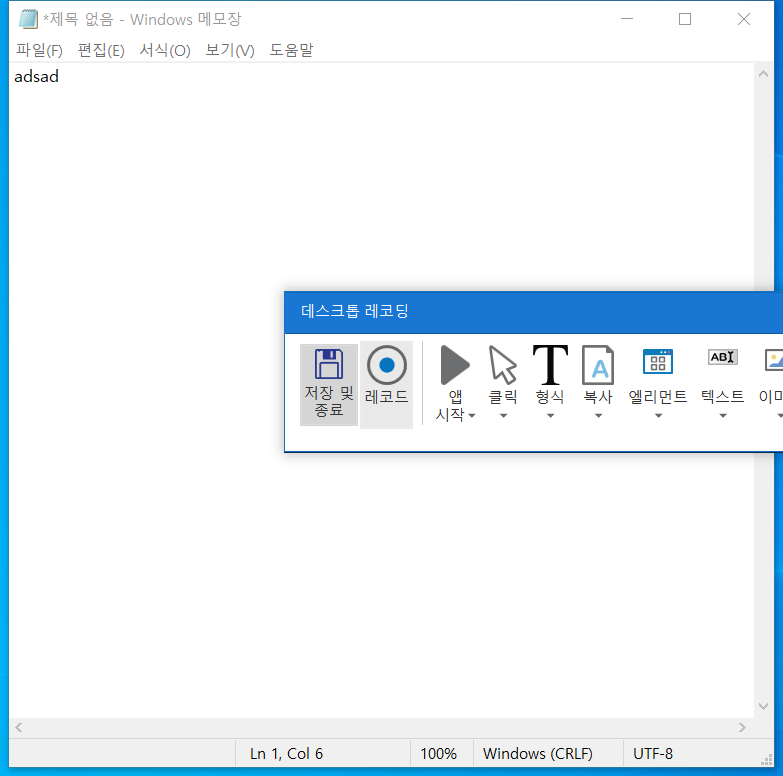 *제목 없음 - Windows 메모장
파일(F) 편집(E) 서식(O) 보기(V) 도움말
adsad
데스크톱 레코딩
저장 및
종료
레코드
앱
시작
클릭
형식
A
복사
엘리먼트
ABI
텍스트
Ln 1, Col 6 100% Windows (CRLF) UTF-8